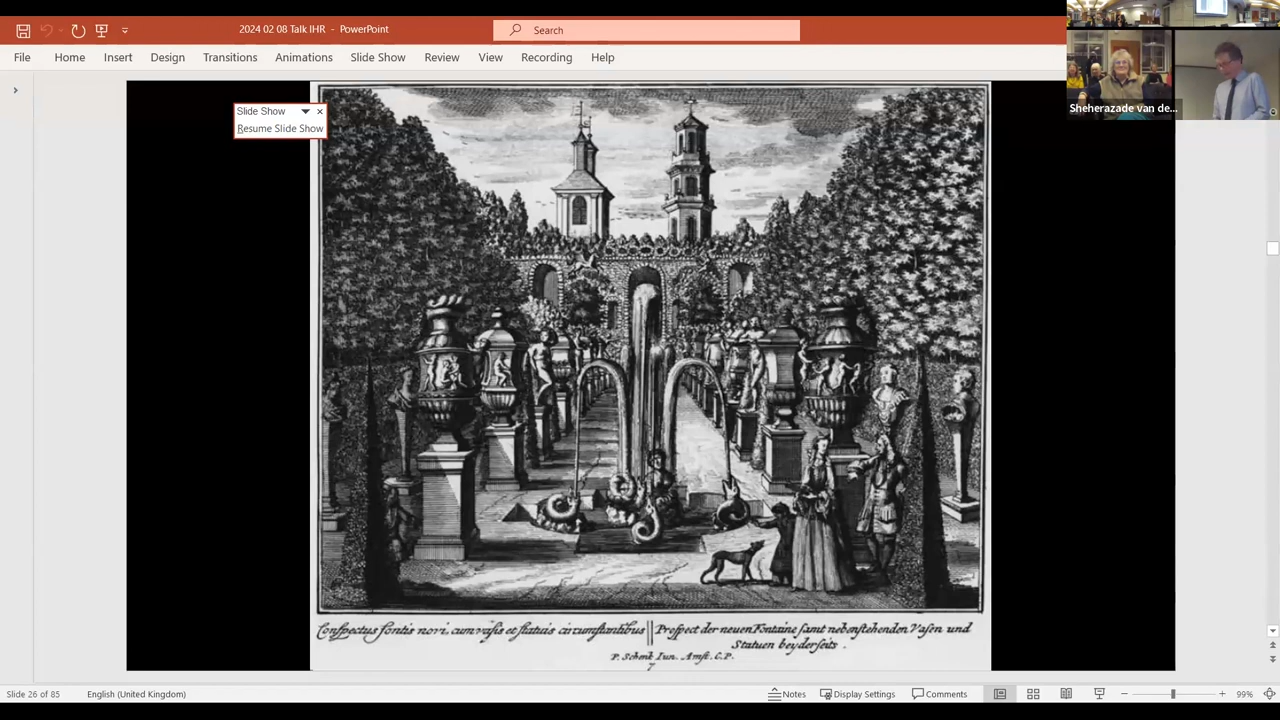 2024 02 08 Talk IHR - PowerPoint
Search
File Home Insert Design Transitions Animations Slide Show Review View Recording Help
Sheherazade van de...
Slide Show
Resume Slide Show
Conspectus fontis novi, cum vasis et statuis circumstantibus || Prospect der neuen Fontaine samt nebenstehenden Vasen und
Statuen beyderseits .
P. Schenk Iun. Amst. C.P.
7
Slide 26 of 85 English (United Kingdom) Notes Display Settings Comments 99%